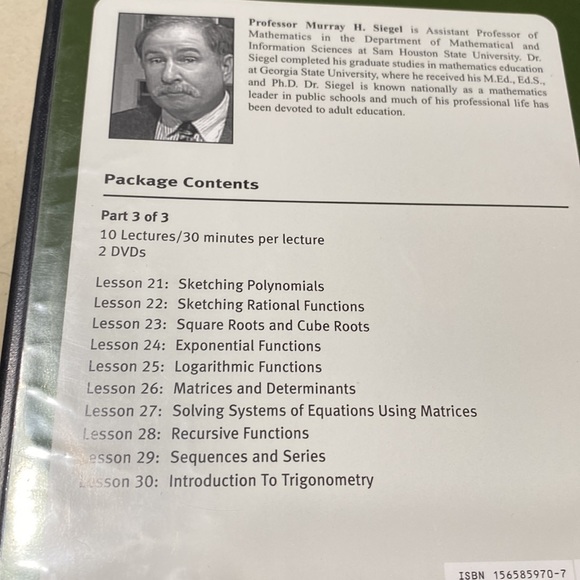 Professor Murray H. Siegel is Assistant Professor of
Mathematics in the Department of Mathematical and
Information Sciences at Sam Houston State University. Dr.
Siegel completed his graduate studies in mathematics education
at Georgia State University, where he received his M.Ed., Ed.S.,
and Ph.D. Dr. Siegel is known nationally as a mathematics
leader in public schools and much of his professional life has
been devoted to adult education.
Package Contents
Part 3 of 3
10 Lectures/30 minutes per lecture
2 DVDs
Lesson 21: Sketching Polynomials
Lesson 22: Sketching Rational Functions
Lesson 23: Square Roots and Cube Roots
Lesson 24: Exponential Functions
Lesson 25: Logarithmic Functions
Lesson 26: Matrices and Determinants
Lesson 27: Solving Systems of Equations Using Matrices
Lesson 28: Recursive Functions
Lesson 29: Sequences and Series
Lesson 30: Introduction To Trigonometry
ISBN 156585970-7